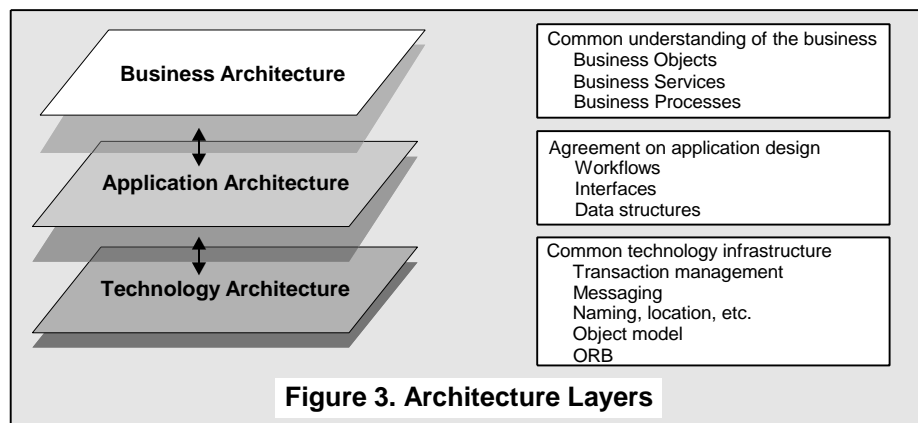 Business Architecture
Application Architecture
Technology Architecture
Common understanding of the business
Business Objects
Business Services
Business Processes
Agreement on application design
Workflows
Interfaces
Data structures
Common technology infrastructure
Transaction management
Messaging
Naming, location, etc.
Object model
ORB
Figure 3. Architecture Layers